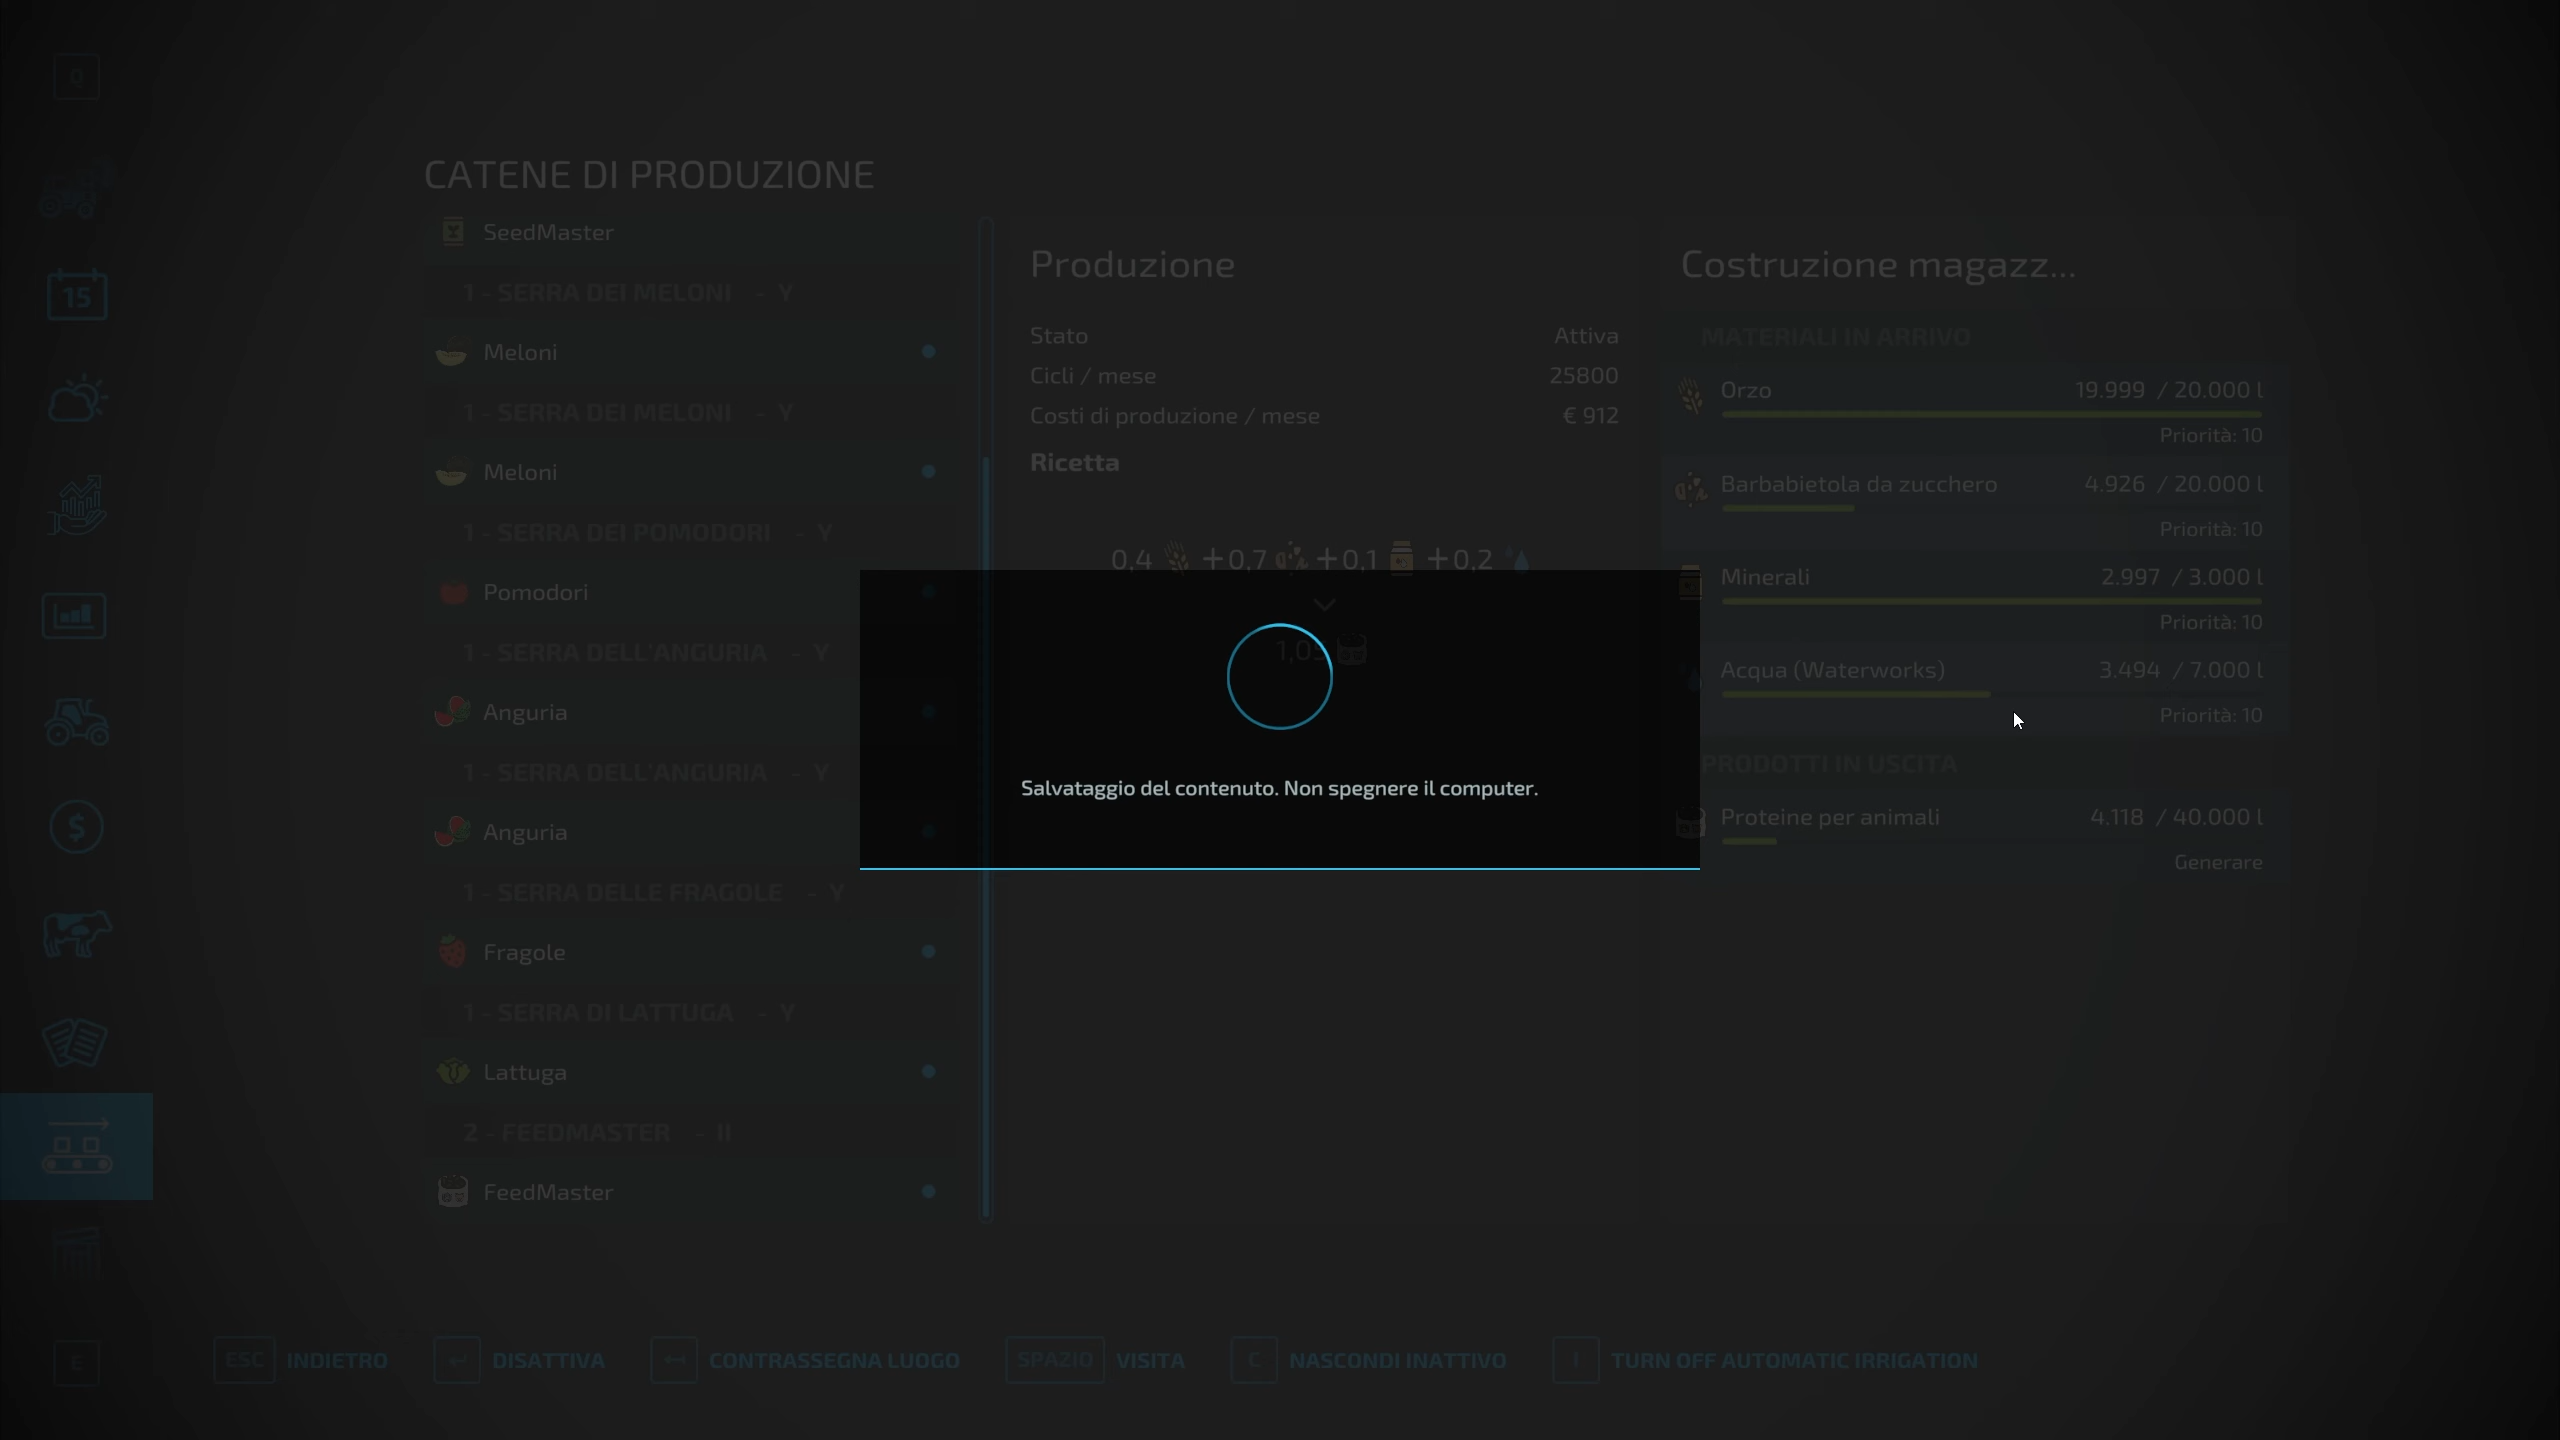 Q
CATENE DI PRODUZIONE
SeedMaster
1 - SERRA DEI MELONI - Y
Meloni
1 - SERRA DEI MELONI - Y
Meloni
1 - SERRA DEI POMODORI - Y
Pomodori
1 - SERRA DELL'ANGURIA - Y
Anguria
1 - SERRA DELL'ANGURIA - Y
Anguria
1 - SERRA DELLE FRAGOLE - Y
Fragole
1 - SERRA DI LATTUGA - Y
Lattuga
2 - FEEDMASTER - II
FeedMaster
15
$
E
Produzione
Stato Attiva
Cicli / mese 25800
Costi di produzione / mese € 912
Ricetta
0,4 +0,7 +0,1 +0,2
Salvataggio del contenuto. Non spegnere il computer.
Costruzione magazz...
MATERIALI IN ARRIVO
Orzo 19.999 / 20.000 l
Priorità: 10
Barbabietola da zucchero 4.926 / 20.000 l
Priorità: 10
Minerali 2.997 / 3.000 l
Priorità: 10
Acqua (Waterworks) 3.494 / 7.000 l
Priorità: 10
PRODOTTI IN USCITA
Proteine per animali 4.118 / 40.000 l
Generare
ESC INDIETRO DISATTIVA CONTRASSEGNA LUOGO SPAZIO VISITA C NASCONDI INATTIVO I TURN OFF AUTOMATIC IRRIGATION